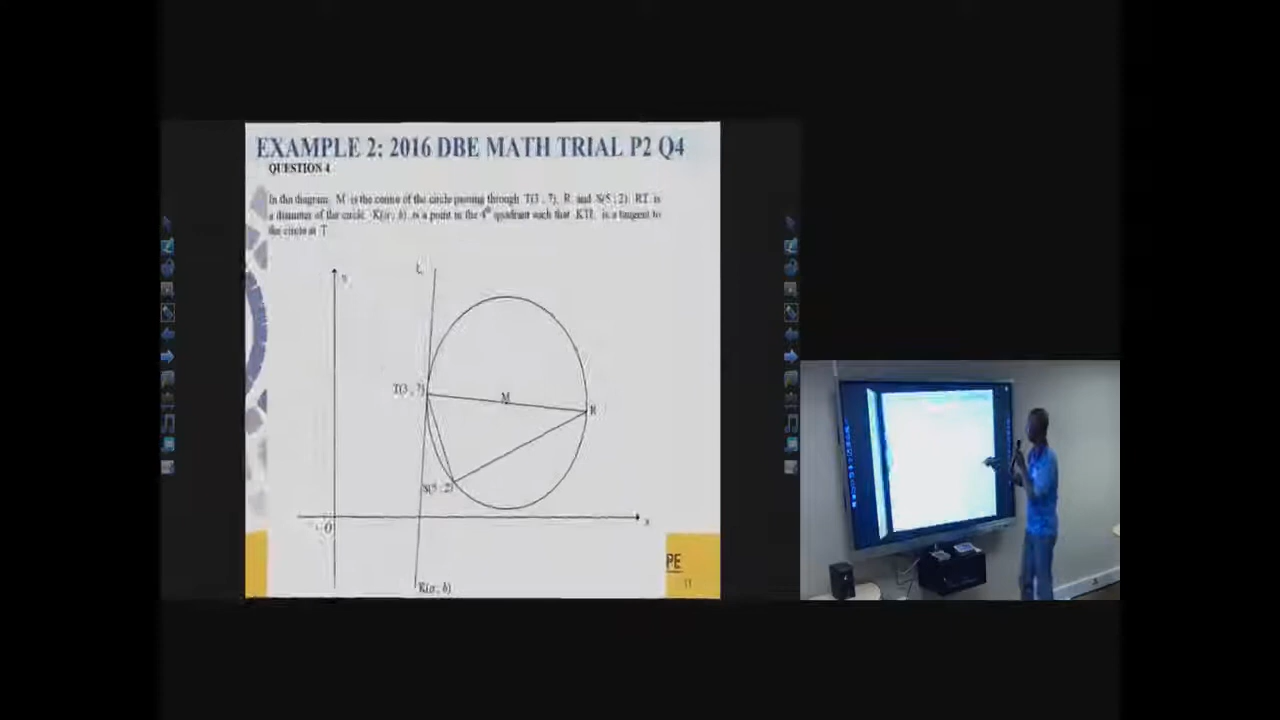 EXAMPLE 2: 2016 DBE MATH TRIAL P2 Q4
QUESTION 4
In the diagram M is the centre of the circle passing through T(3 ; 7), R and S(5 ; 2). RT is
a diameter of the circle. K(a ; b) is a point in the 4th quadrant such that KTL is a tangent to
the circle at T
L
y
T(3 ; 7)
M
R
S(5 ; 2)
O
x
K(a ; b)
PE
11